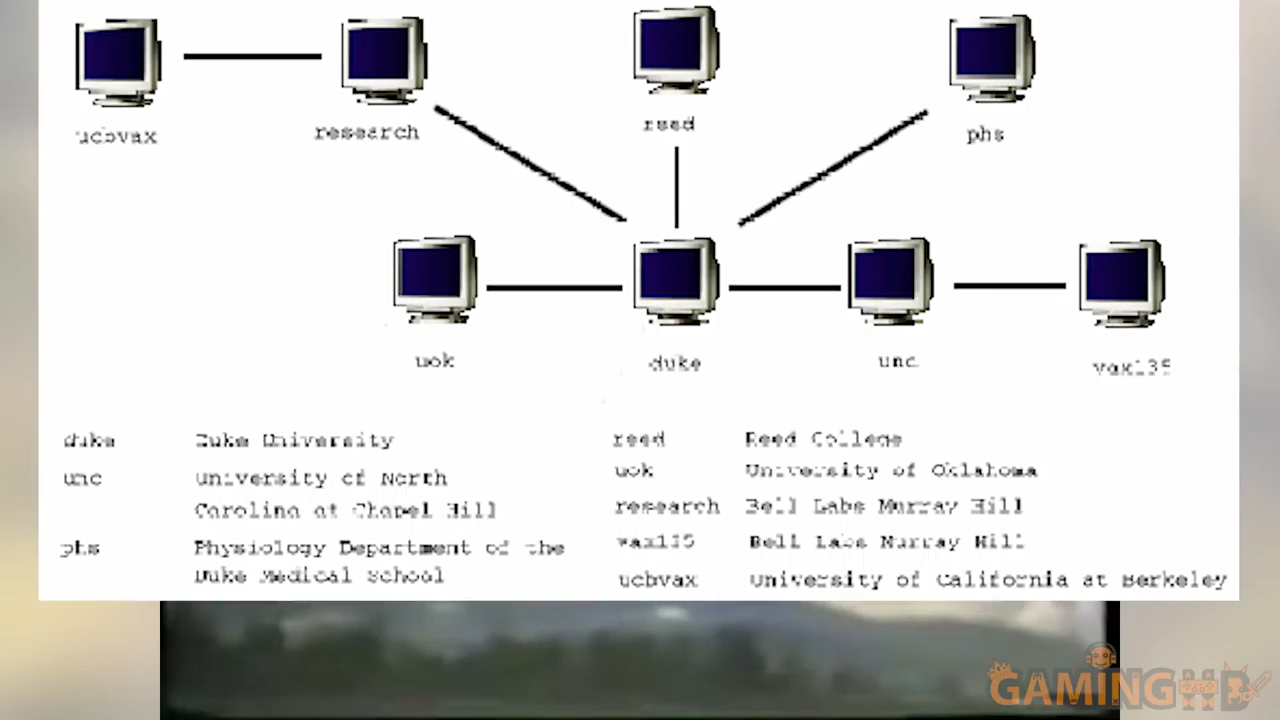 ucbvax
research
reed
phs
uok
duke
unc
vax135
duke Duke University
unc University of North
Carolina at Chapel Hill
phs Physiology Department of the
Duke Medical School
reed Reed College
uok University of Oklahoma
research Bell Labs Murray Hill
vax135 Bell Labs Murray Hill
ucbvax University of California at Berkeley
GAMINGHD